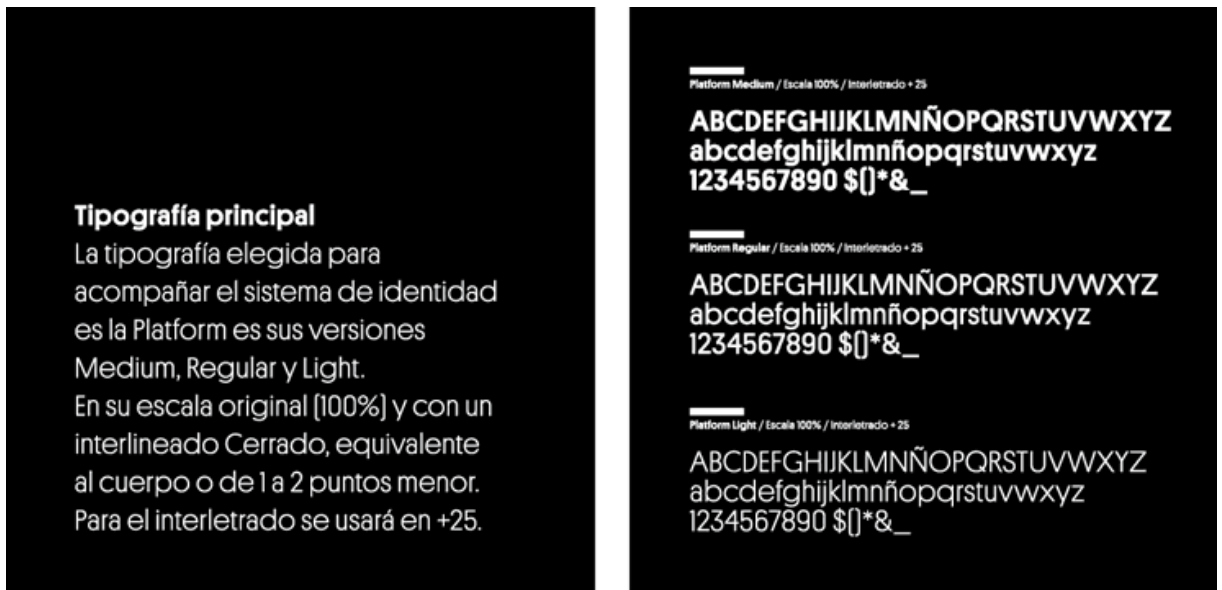 Tipografía principal
La tipografía elegida para
acompañar el sistema de identidad
es la Platform es sus versiones
Medium, Regular y Light.
En su escala original (100%) y con un
interlineado Cerrado, equivalente
al cuerpo o de 1 a 2 puntos menor.
Para el interletrado se usará en +25.
Platform Medium / Escala 100% / Interletrado + 25
ABCDEFGHIJKLMNÑOPQRSTUVWXYZ
abcdefghijklmnñopqrstuvwxyz
1234567890 $()*&_
Platform Regular / Escala 100% / Interletrado + 25
ABCDEFGHIJKLMNÑOPQRSTUVWXYZ
abcdefghijklmnñopqrstuvwxyz
1234567890 $()*&_
Platform Light / Escala 100% / Interletrado + 25
ABCDEFGHIJKLMNÑOPQRSTUVWXYZ
abcdefghijklmnñopqrstuvwxyz
1234567890 $()*&_